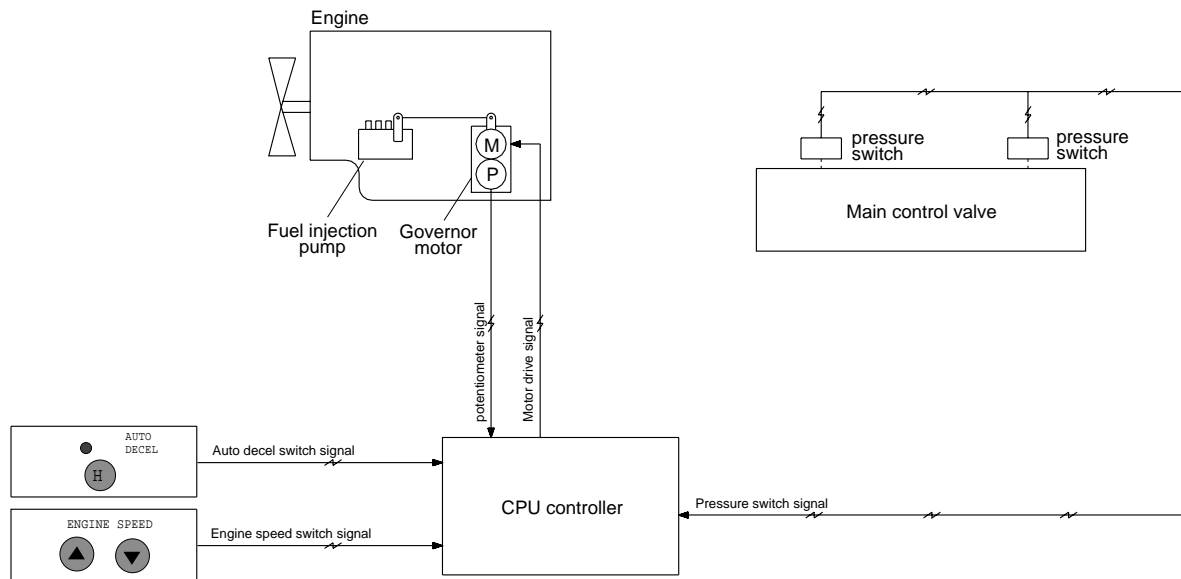 Engine
M
P
Fuel injection
pump
Governor
motor
pressure
switch
pressure
switch
Main control valve
potentiometer signal
Motor drive signal
AUTO
DECEL
H
Auto decel switch signal
ENGINE SPEED
Engine speed switch signal
CPU controller
Pressure switch signal